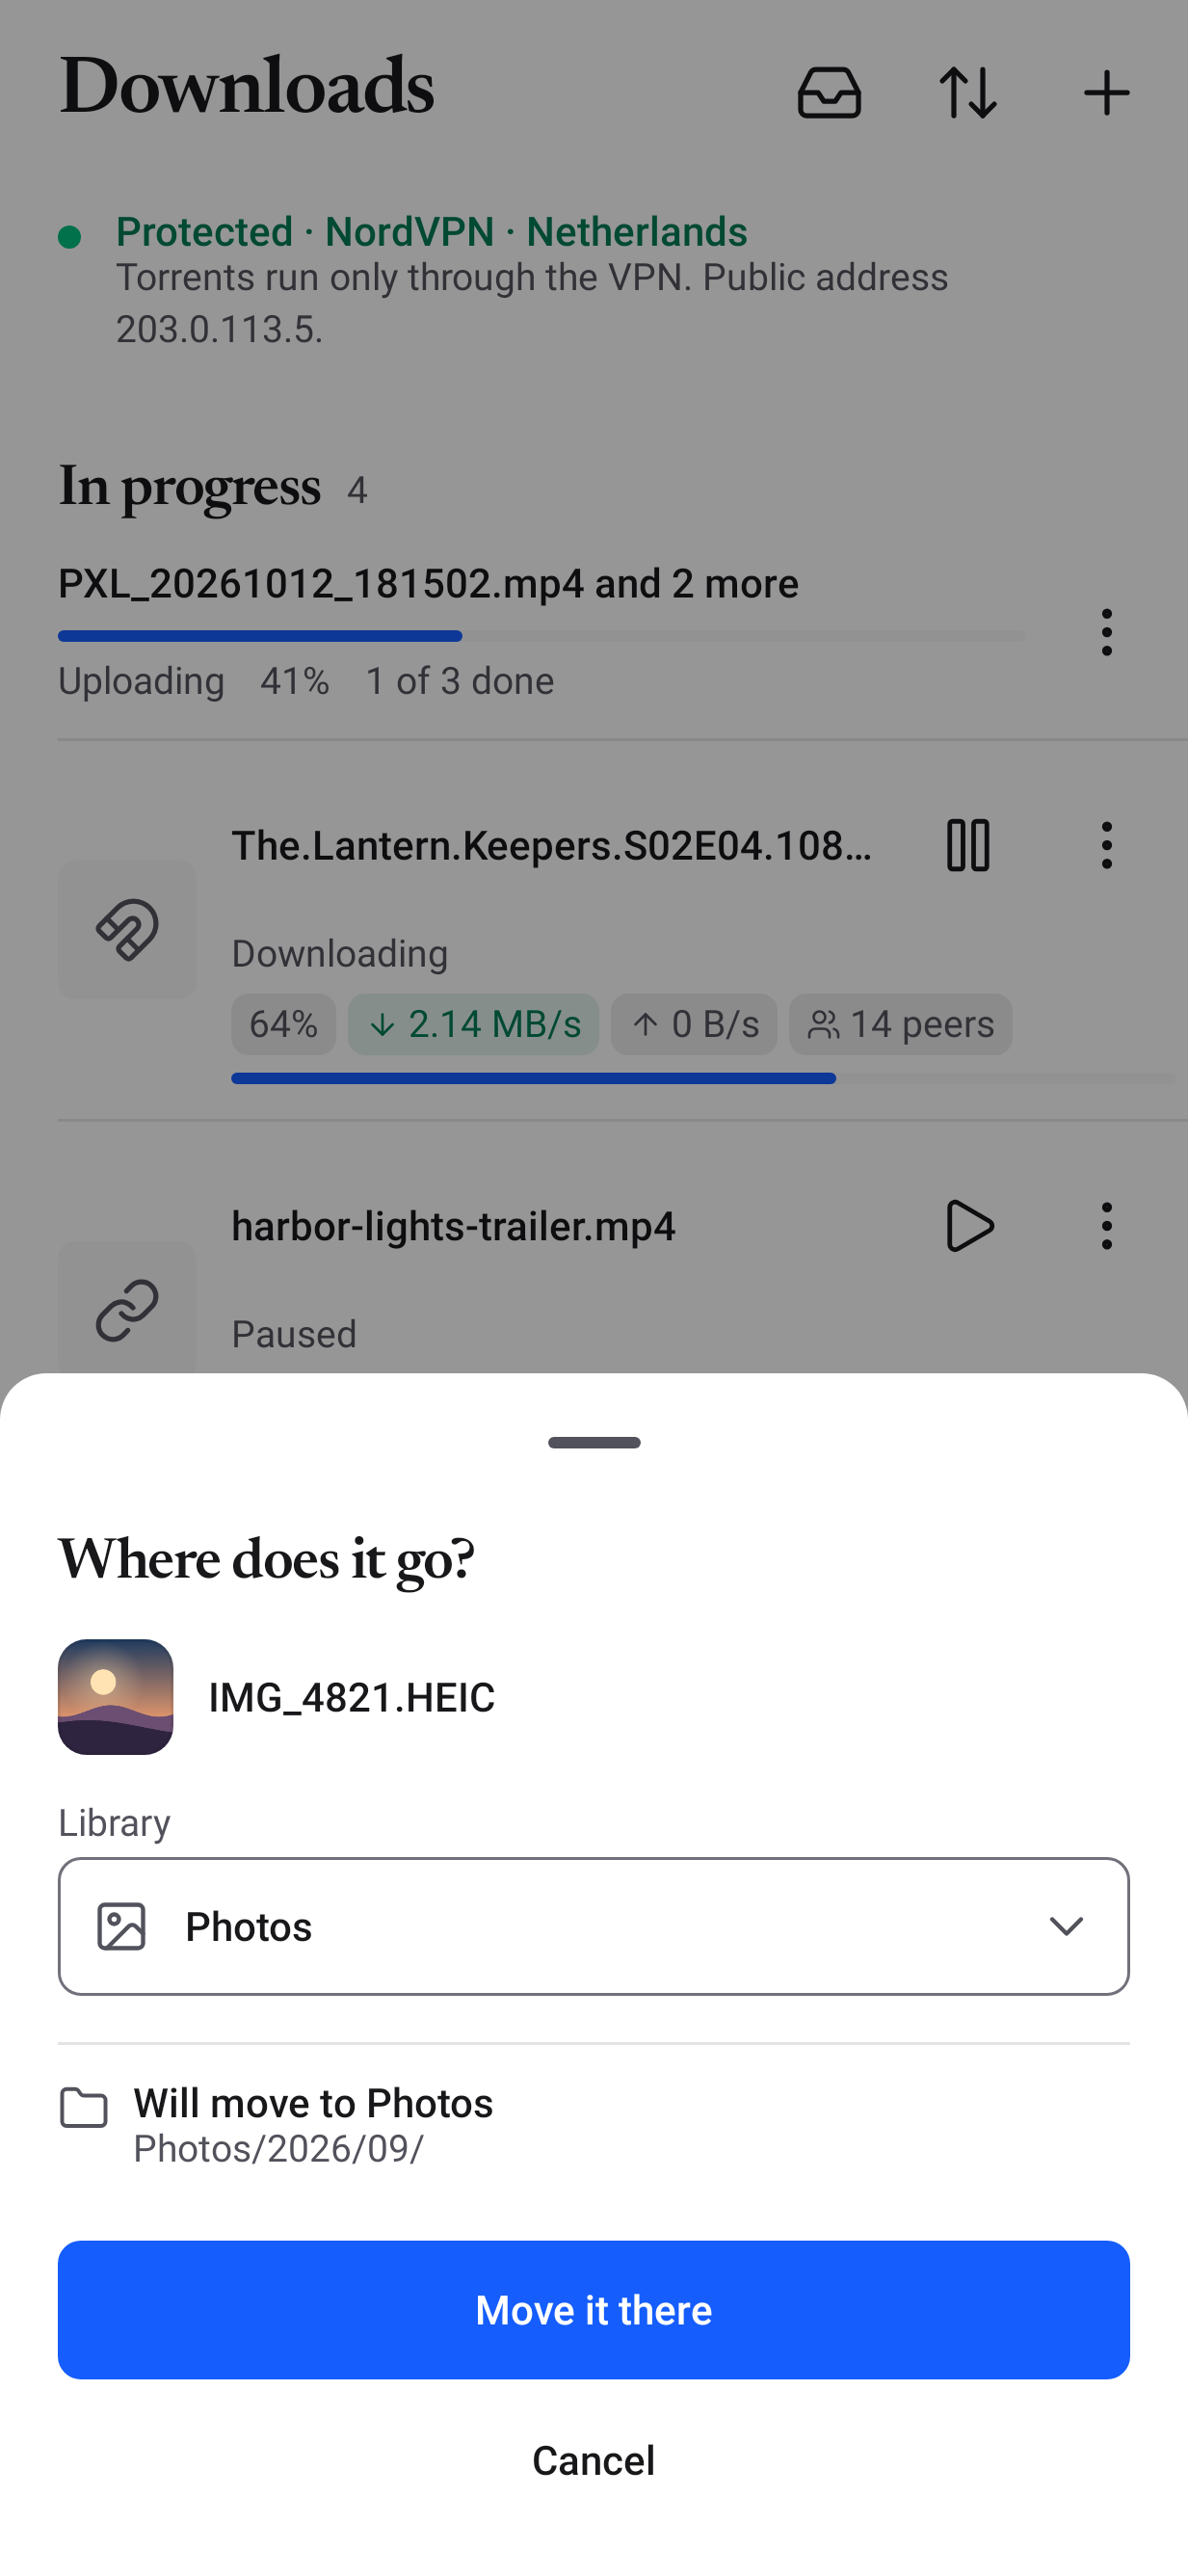 Downloads
Protected · NordVPN · Netherlands
Torrents run only through the VPN. Public address
203.0.113.5.
In progress 4
PXL_20261012_181502.mp4 and 2 more
Uploading 41% 1 of 3 done
The.Lantern.Keepers.S02E04.108…
Downloading
64% ↓ 2.14 MB/s ↑ 0 B/s 14 peers
harbor-lights-trailer.mp4
Paused
Where does it go?
IMG_4821.HEIC
Library
Photos
Will move to Photos
Photos/2026/09/
Move it there
Cancel